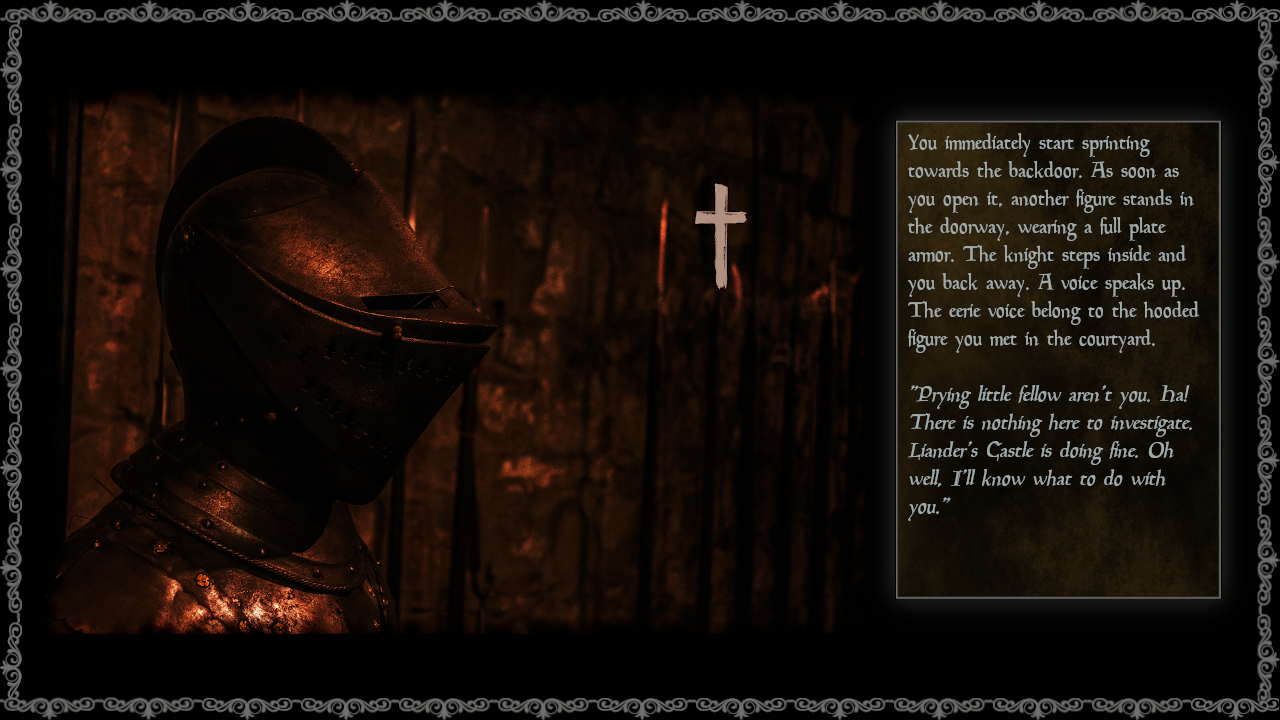 You immediately start sprinting
towards the backdoor. As soon as
you open it, another figure stands in
the doorway, wearing a full plate
armor. The knight steps inside and
you back away. A voice speaks up.
The eerie voice belong to the hooded
figure you met in the courtyard.
"Prying little fellow aren't you. Ha!
There is nothing here to investigate.
Liander's Castle is doing fine. Oh
well, I'll know what to do with
you."